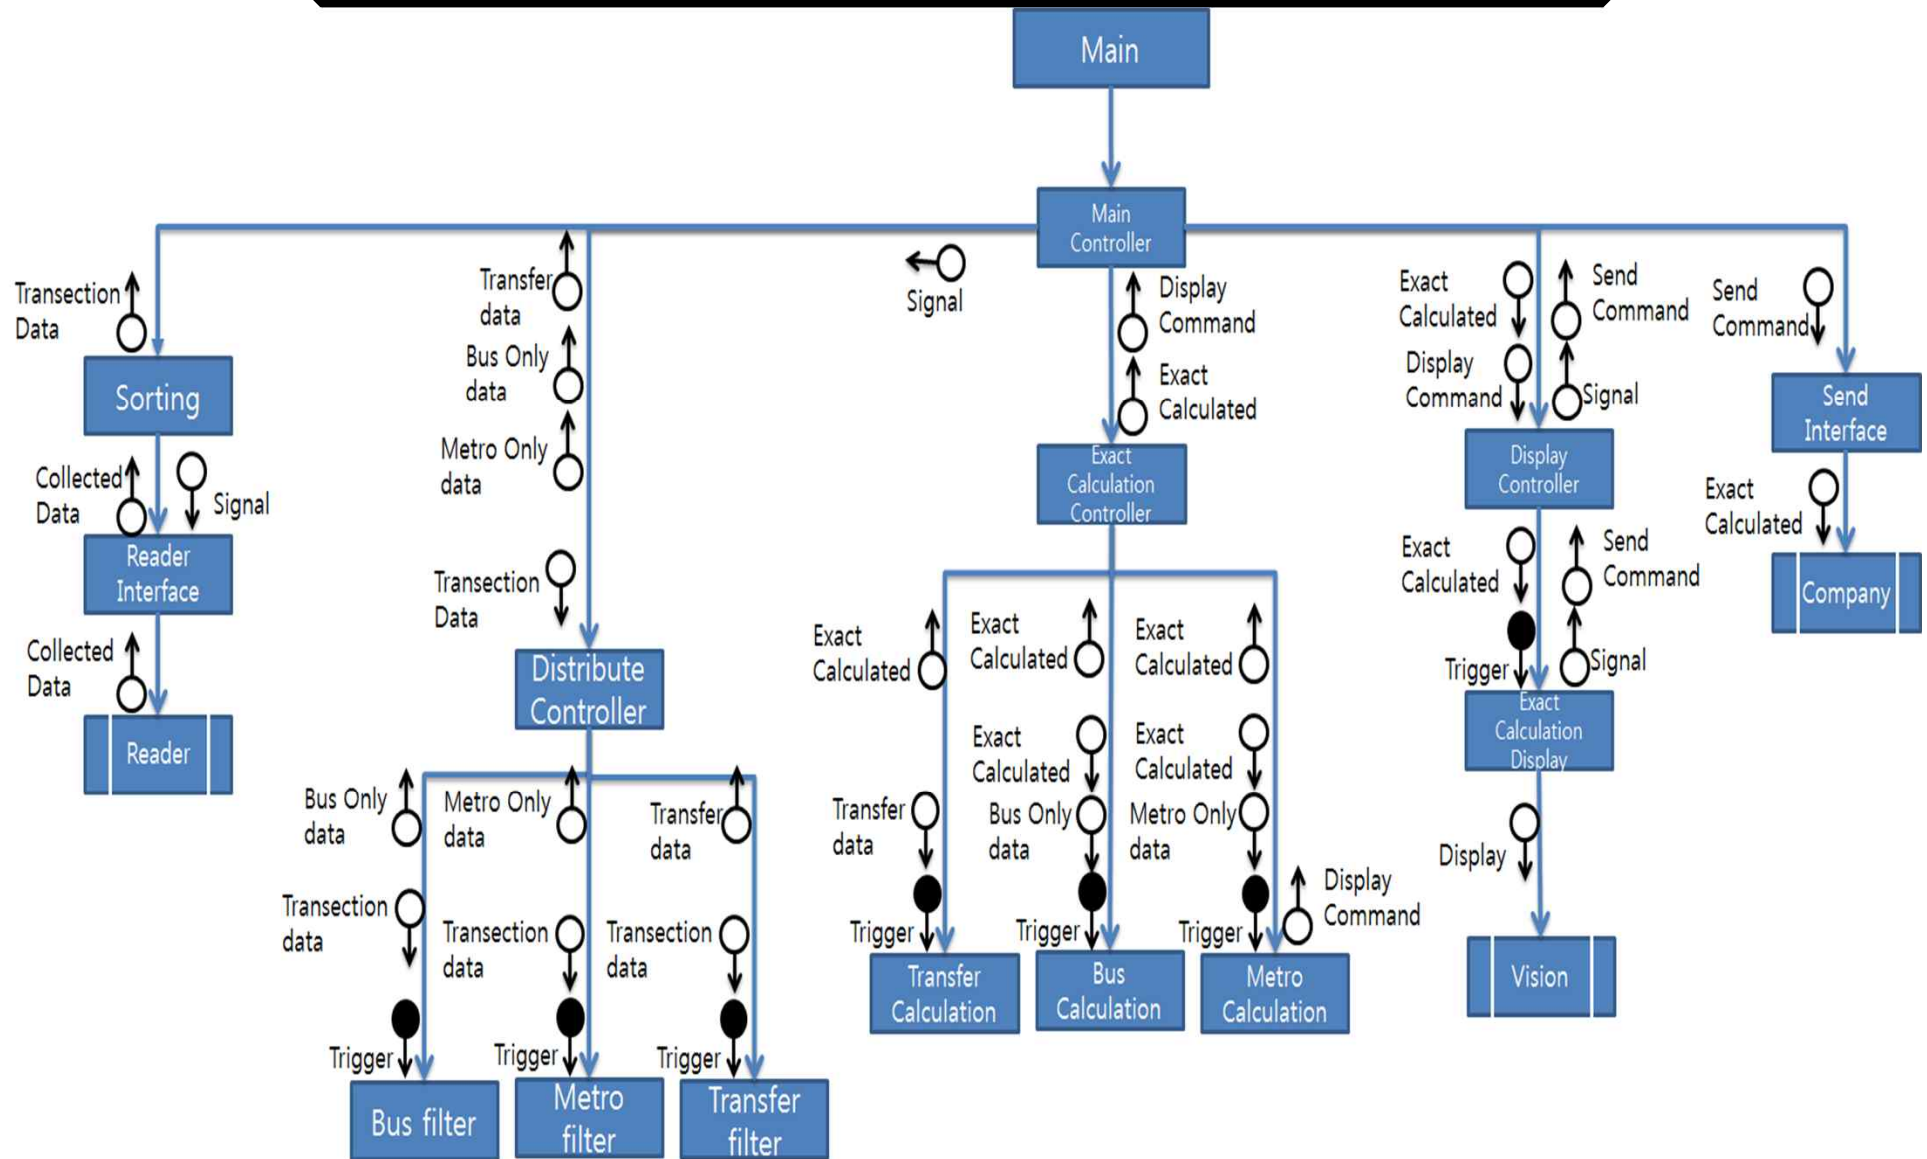 Main
Main
Controller
Signal
Transection
Data
Sorting
Collected
Data
Signal
Reader
Interface
Collected
Data
Reader
Transfer
data
Bus Only
data
Metro Only
data
Transection
Data
Distribute
Controller
Bus Only
data
Metro Only
data
Transfer
data
Transection
data
Transection
data
Transection
data
Trigger
Trigger
Trigger
Bus filter
Metro
filter
Transfer
filter
Display
Command
Exact
Calculated
Exact
Calculation
Controller
Exact
Calculated
Exact
Calculated
Exact
Calculated
Exact
Calculated
Exact
Calculated
Transfer
data
Bus Only
data
Metro Only
data
Display
Command
Trigger
Trigger
Trigger
Transfer
Calculation
Bus
Calculation
Metro
Calculation
Exact
Calculated
Send
Command
Display
Command
Signal
Display
Controller
Exact
Calculated
Send
Command
Trigger
Signal
Exact
Calculation
Display
Display
Vision
Send
Command
Send
Interface
Exact
Calculated
Company